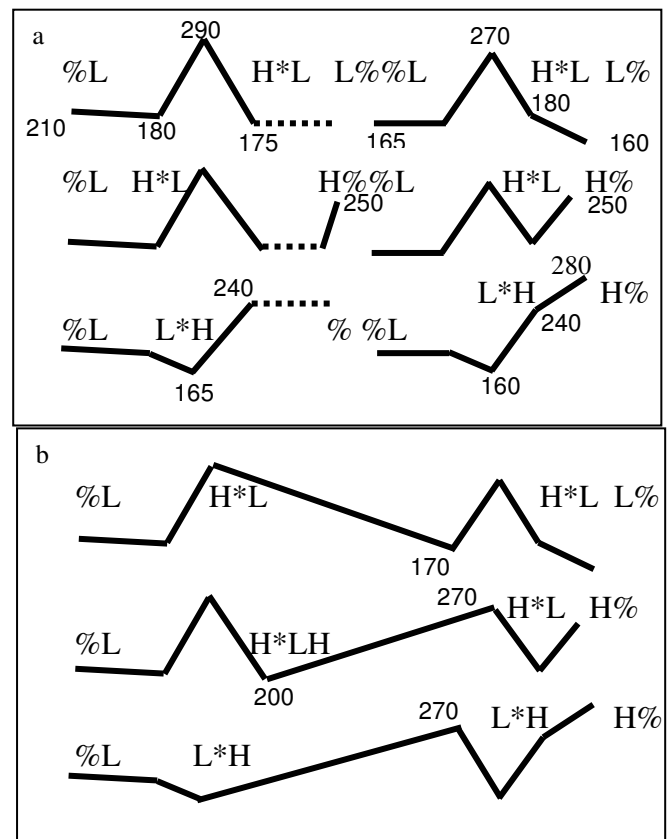 a
290 270
%L H*L L%%L H*L L%
210 180 175 165 180 160
%L H*L H%%L H*L H%
250 250
240 280
%L L*H % %L L*H H%
165 160 240
b
%L H*L H*L L%
170
270
%L H*LH H*L H%
200
270
%L L*H L*H H%